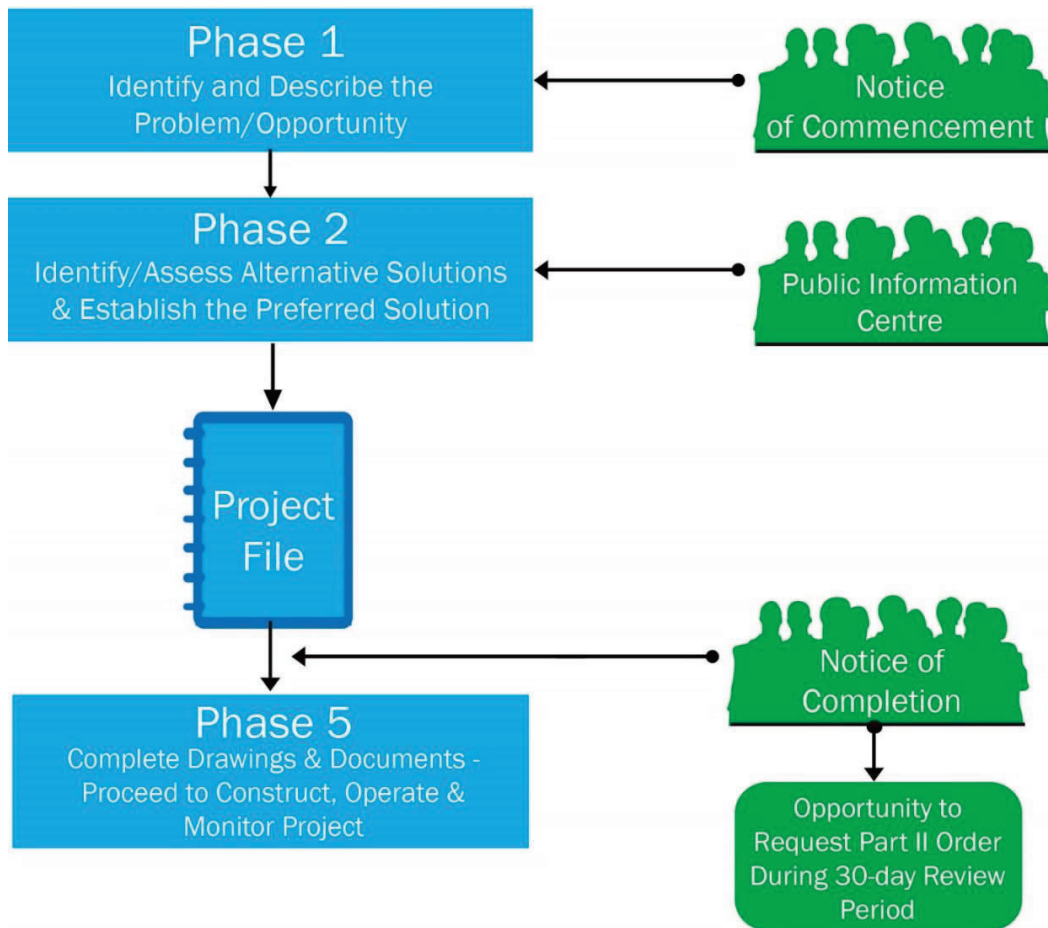 Phase 1
Identify and Describe the
Problem/Opportunity
Notice
of Commencement
Phase 2
Identify/Assess Alternative Solutions
& Establish the Preferred Solution
Public Information
Centre
Project
File
Notice of
Completion
Phase 5
Complete Drawings & Documents -
Proceed to Construct, Operate &
Monitor Project
Opportunity to
Request Part II Order
During 30-day Review
Period